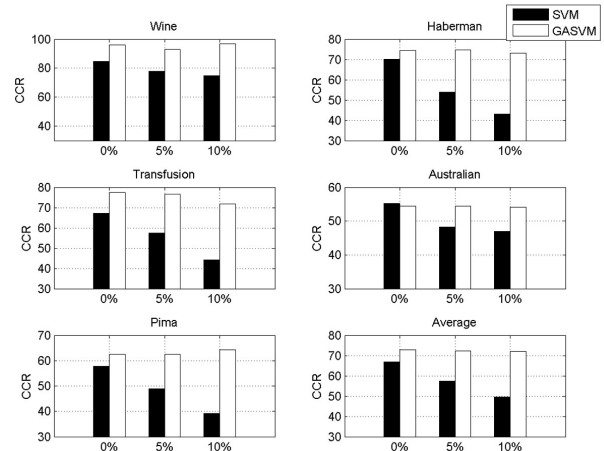 SVM
GASVM
Wine
CCR
100
80
60
40
0% 5% 10%
Haberman
CCR
80
70
60
50
40
30
0% 5% 10%
Transfusion
CCR
80
70
60
50
40
30
0% 5% 10%
Australian
CCR
60
50
40
30
0% 5% 10%
Pima
CCR
70
60
50
40
30
0% 5% 10%
Average
CCR
80
70
60
50
40
30
0% 5% 10%